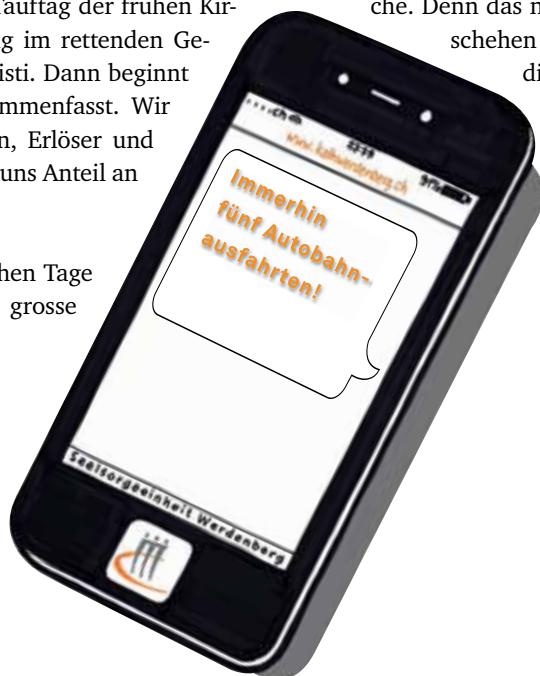 auftag der frühen Kir-
g im rettenden Ge-
isti. Dann beginnt
mmenfasst. Wir
n, Erlöser und
uns Anteil an
hen Tage
grosse
che. Denn das
schehen
di
www.kathwerdenberg.ch
Immerhin
fünf Autobahn-
ausfahrten!
Seelsorgeeinheit Werdenberg